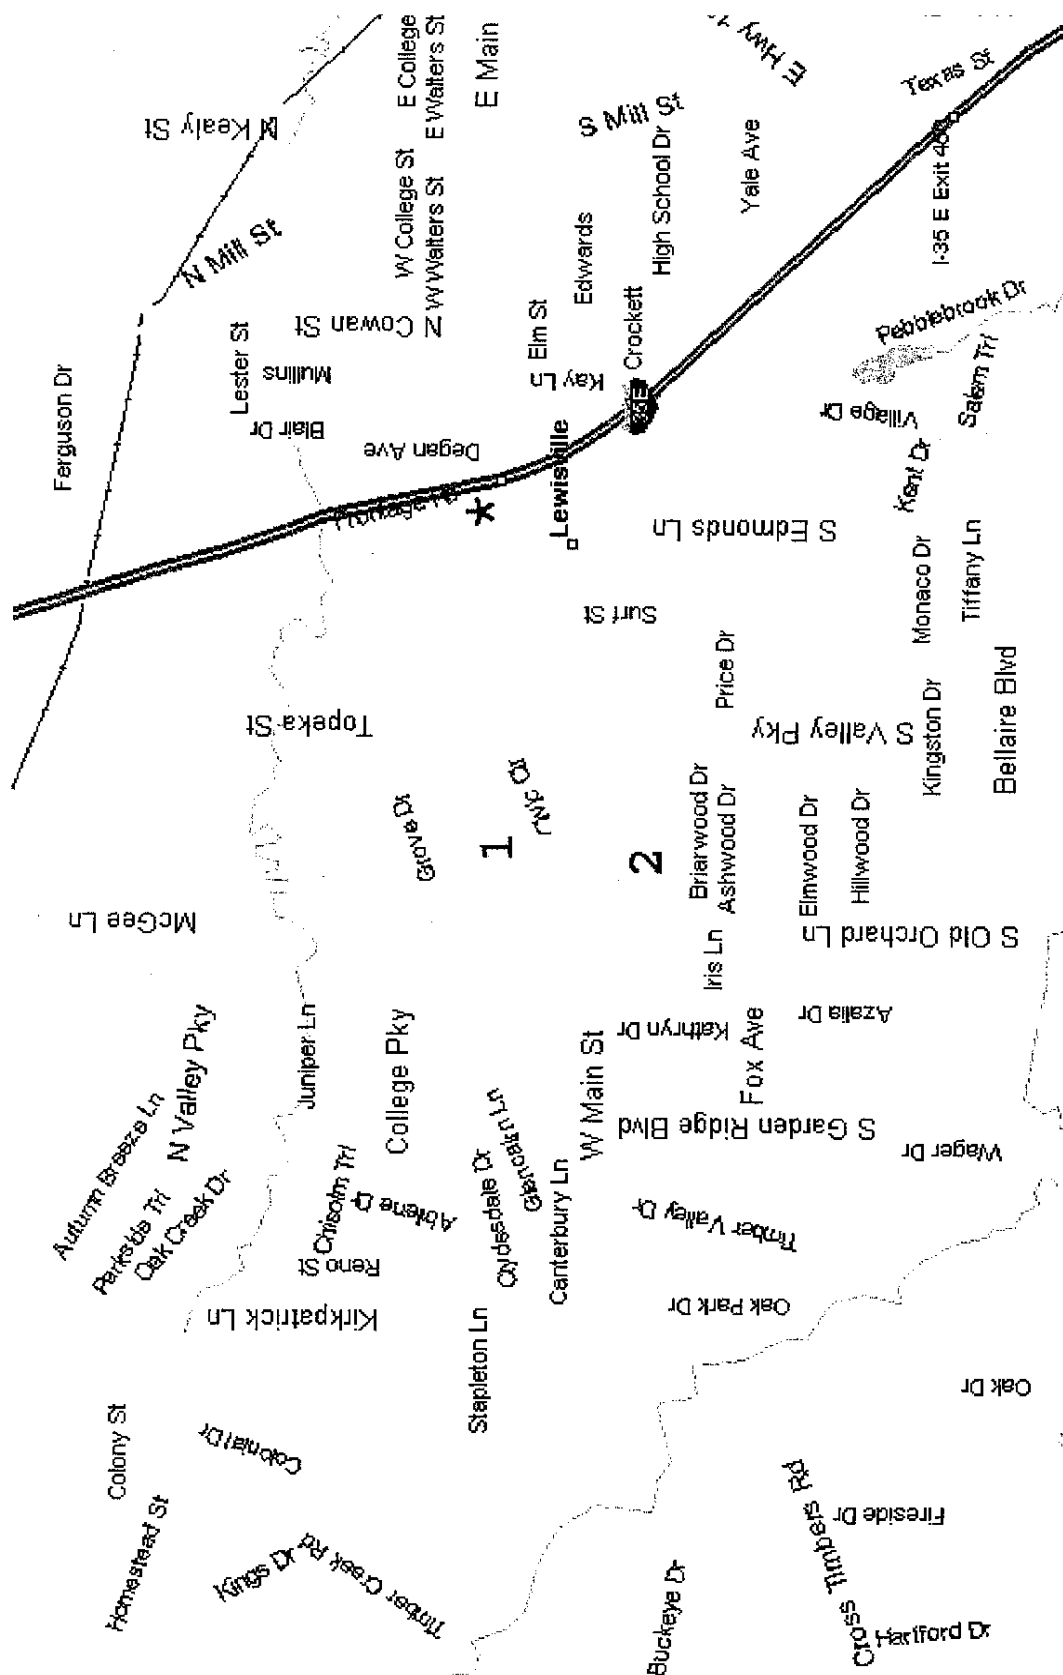 Ferguson Dr
N Kealy St
N Mill St
Lester St
Mullins
Blair Dr
N Cowan St
W College St
E College
W Walters St
E Walters St
E Main
Degan Ave
S Mill St
Elm St
Edwards
Kay Ln
Crockett
High School Dr
Yale Ave
Texas St
I-35 E Exit
Lewisville
*
McGee Ln
Topeka St
Grove Dr
1
Surf St
S Edmonds Ln
Price Dr
2
Briarwood Dr
Ashwood Dr
S Valley Pky
Elmwood Dr
Hillwood Dr
Kingston Dr
Monaco Dr
Tiffany Ln
Bellaire Blvd
Kent Dr
Village Dr
Salem Trl
Pebblebrook Dr
Autumn Breeze Ln
Parkside Trl
Oak Creek Dr
N Valley Pky
Juniper Ln
College Pky
Chisolm Trl
Abilene Dr
Reno St
Kirkpatrick Ln
Clydesdale Dr
Glencairn Ln
Canterbury Ln
Stapleton Ln
W Main St
Iris Ln
Kathryn Dr
Fox Ave
S Old Orchard Ln
Azalia Dr
S Garden Ridge Blvd
Wager Dr
Timber Valley Dr
Oak Park Dr
Oak Dr
Colony St
Colonial Dr
Homestead St
Kings Dr
Timber Creek Rd
Buckeye Dr
Cross Timbers Rd
Fireside Dr
Hartford Dr
E Hwy